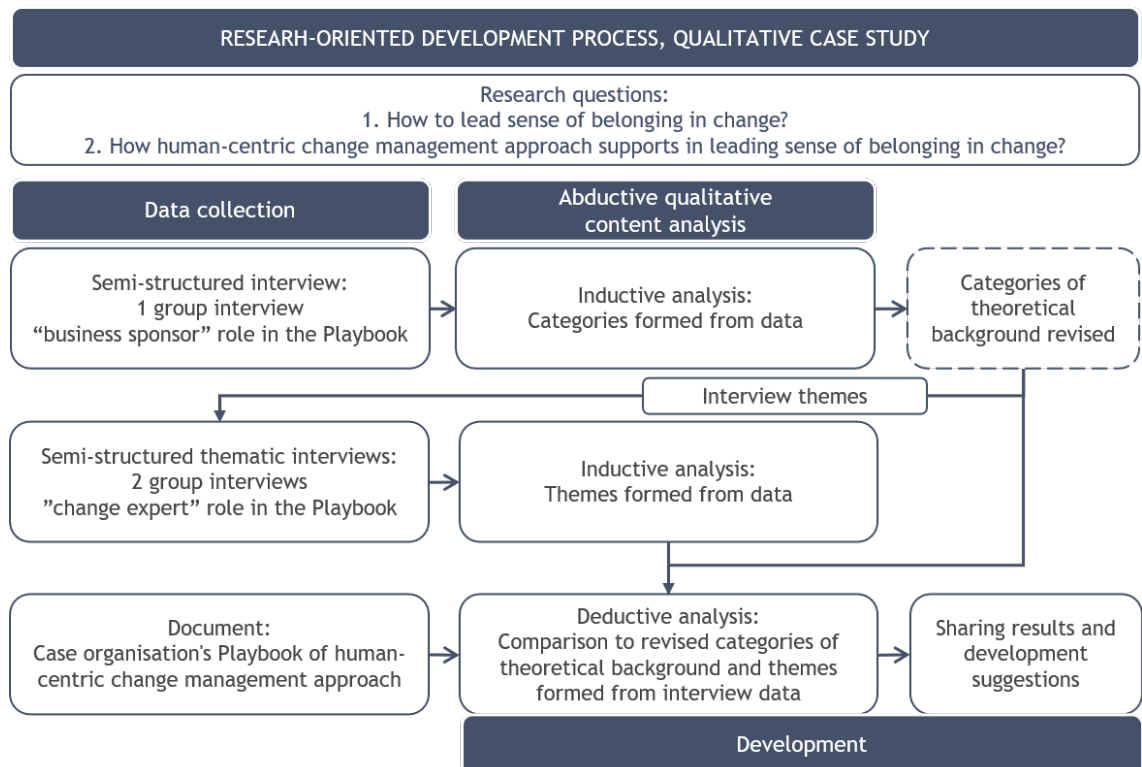 RESEARH-ORIENTED DEVELOPMENT PROCESS, QUALITATIVE CASE STUDY
Research questions:
1. How to lead sense of belonging in change?
2. How human-centric change management approach supports in leading sense of belonging in change?
Data collection
Abductive qualitative
content analysis
Semi-structured interview:
1 group interview
“business sponsor” role in the Playbook
Inductive analysis:
Categories formed from data
Categories of
theoretical
background revised
Interview themes
Semi-structured thematic interviews:
2 group interviews
”change expert” role in the Playbook
Inductive analysis:
Themes formed from data
Document:
Case organisation's Playbook of human-
centric change management approach
Deductive analysis:
Comparison to revised categories of
theoretical background and themes
formed from interview data
Sharing results and
development
suggestions
Development